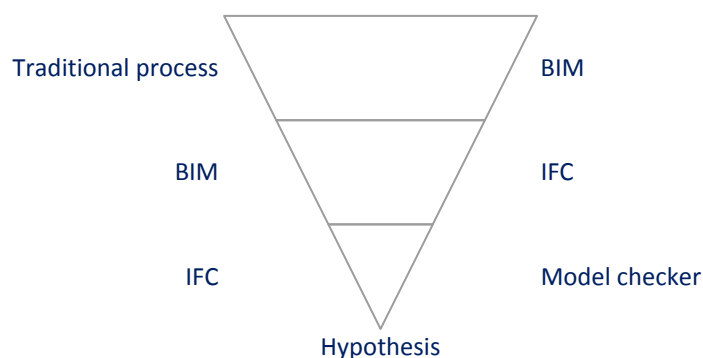 Traditional process
BIM
BIM
IFC
IFC
Model checker
Hypothesis